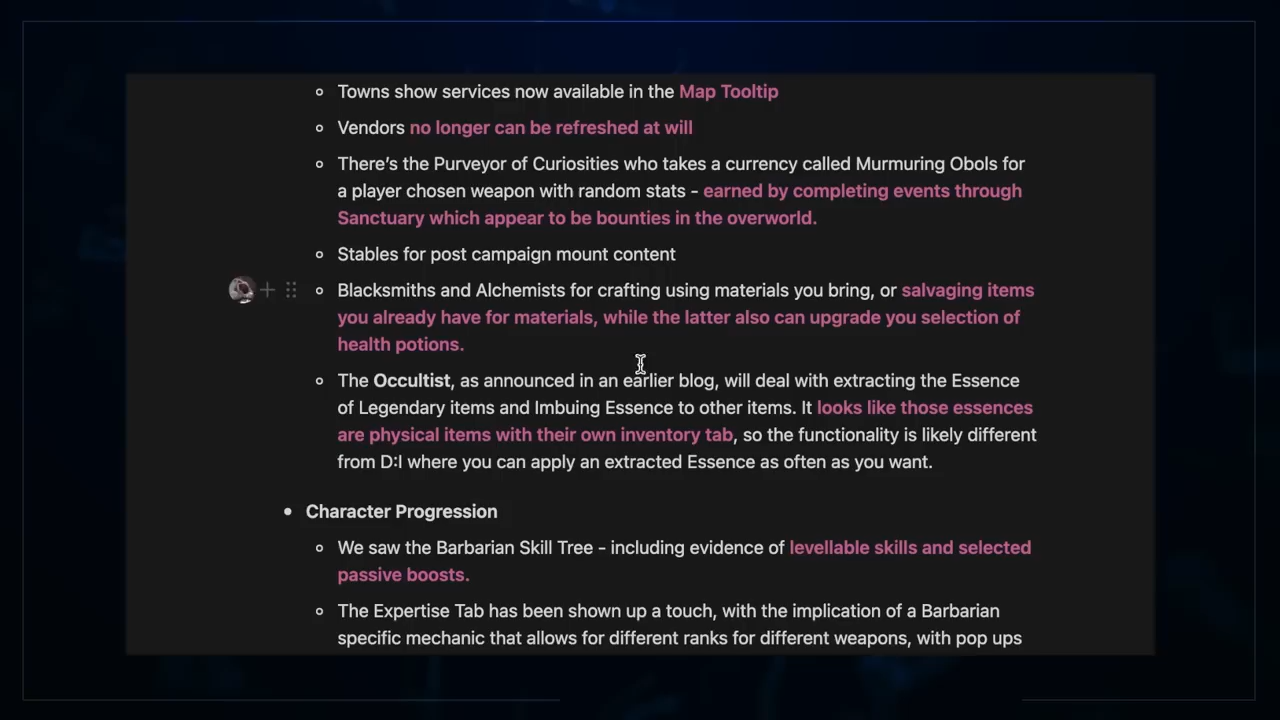 Towns show services now available in the Map Tooltip
Vendors no longer can be refreshed at will
There's the Purveyor of Curiosities who takes a currency called Murmuring Obols for
a player chosen weapon with random stats - earned by completing events through
Sanctuary which appear to be bounties in the overworld.
Stables for post campaign mount content
Blacksmiths and Alchemists for crafting using materials you bring, or salvaging items
you already have for materials, while the latter also can upgrade you selection of
health potions.
The Occultist, as announced in an earlier blog, will deal with extracting the Essence
of Legendary items and Imbuing Essence to other items. It looks like those essences
are physical items with their own inventory tab, so the functionality is likely different
from D:I where you can apply an extracted Essence as often as you want.
Character Progression
We saw the Barbarian Skill Tree - including evidence of levellable skills and selected
passive boosts.
The Expertise Tab has been shown up a touch, with the implication of a Barbarian
specific mechanic that allows for different ranks for different weapons, with pop ups